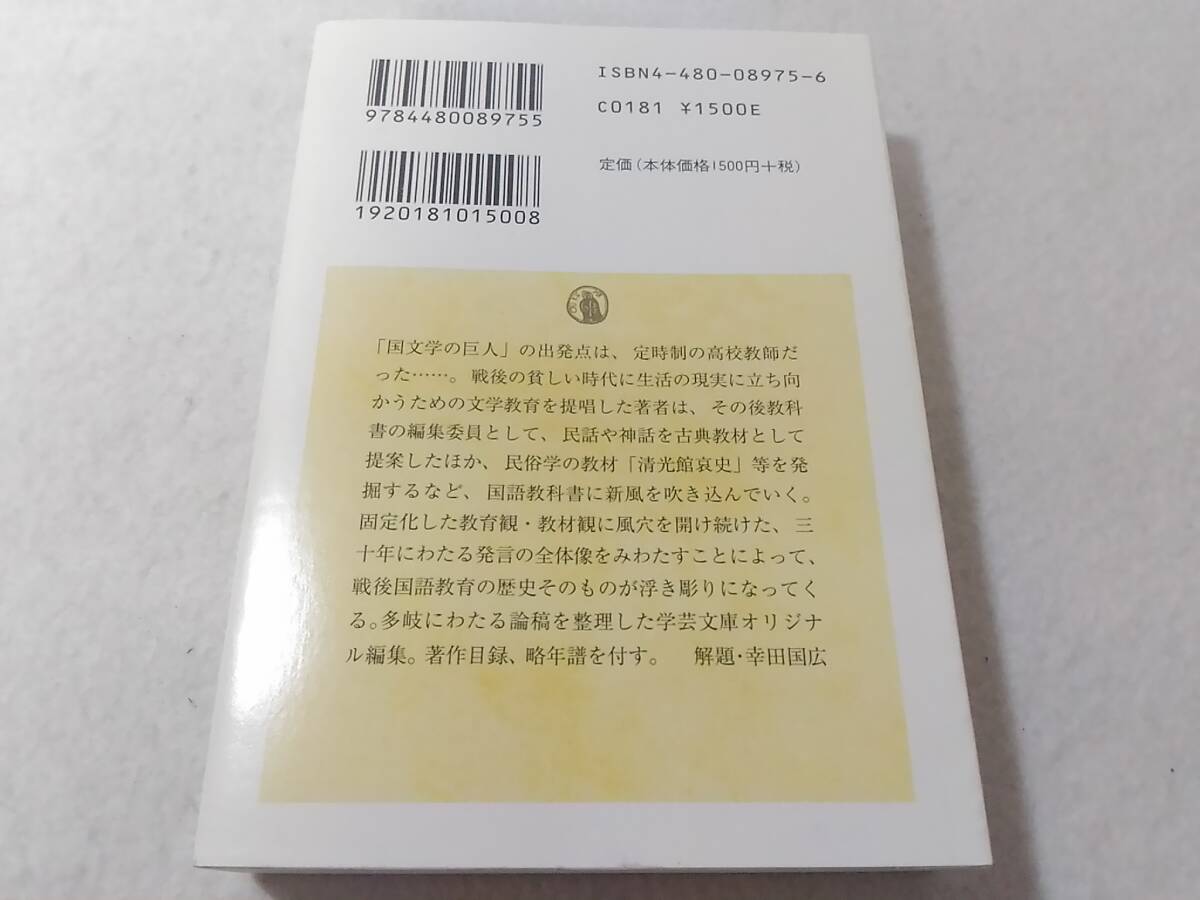 ISBN4-480-08975-6
9784480089755
C0181 ¥1500E
定価(本体価格1500円+税)
1920181015008
「国文学の巨人」の出発点は、定時制の高校教師だ
った……。戦後の貧しい時代に生活の現実に立ち向
かうための文学教育を提唱した著者は、その後教科
書の編集委員として、民話や神話を古典教材として
提案したほか、民俗学の教材「清光館哀史」等を発
掘するなど、国語教科書に新風を吹き込んでいく。
固定化した教育観・教材観に風穴を開け続けた、三
十年にわたる発言の全体像をみわたすことによって、
戦後国語教育の歴史そのものが浮き彫りになってく
る。多岐にわたる論稿を整理した学芸文庫オリジナ
ル編集。著作目録、略年譜を付す。 解題・幸田国広